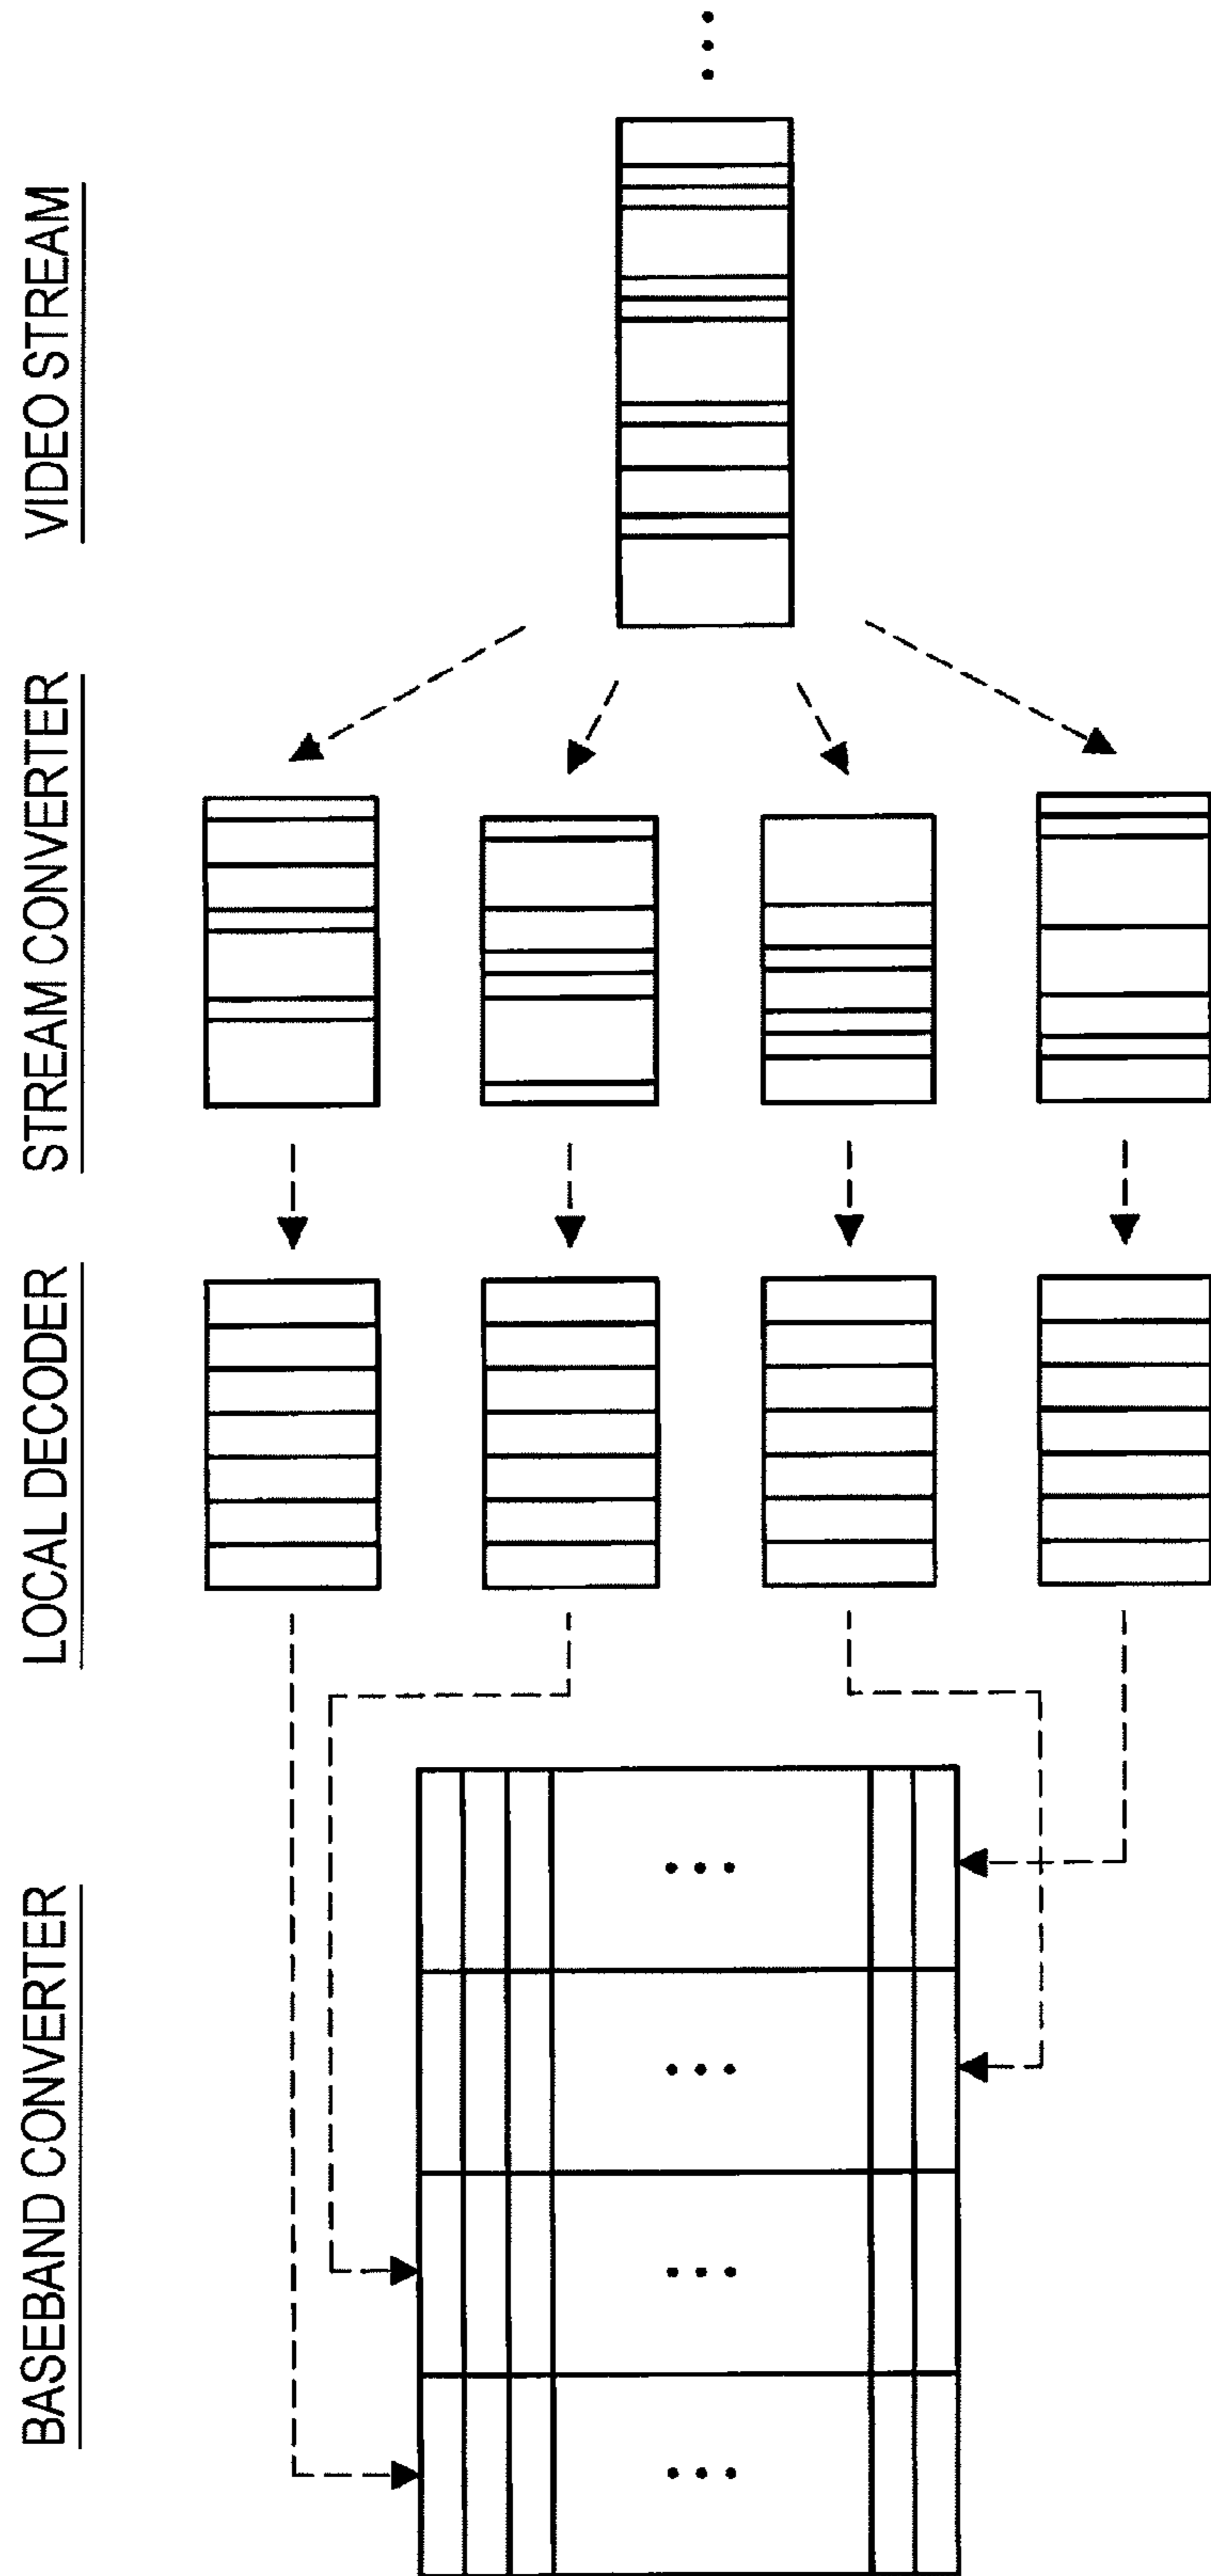 VIDEO STREAM
STREAM CONVERTER
LOCAL DECODER
BASEBAND CONVERTER